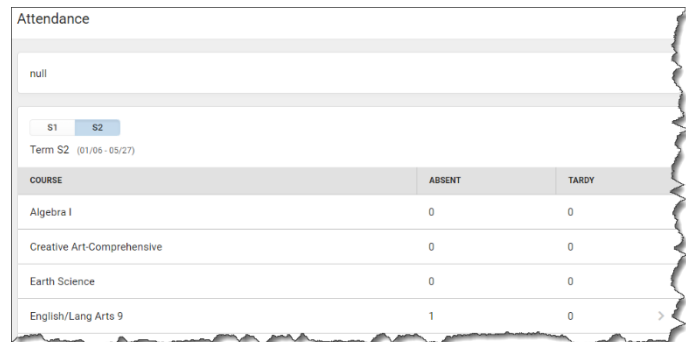 Attendance
null
S1 S2
Term S2 (01/06 - 05/27)
COURSE ABSENT TARDY
Algebra I 0 0
Creative Art-Comprehensive 0 0
Earth Science 0 0
English/Lang Arts 9 1 0